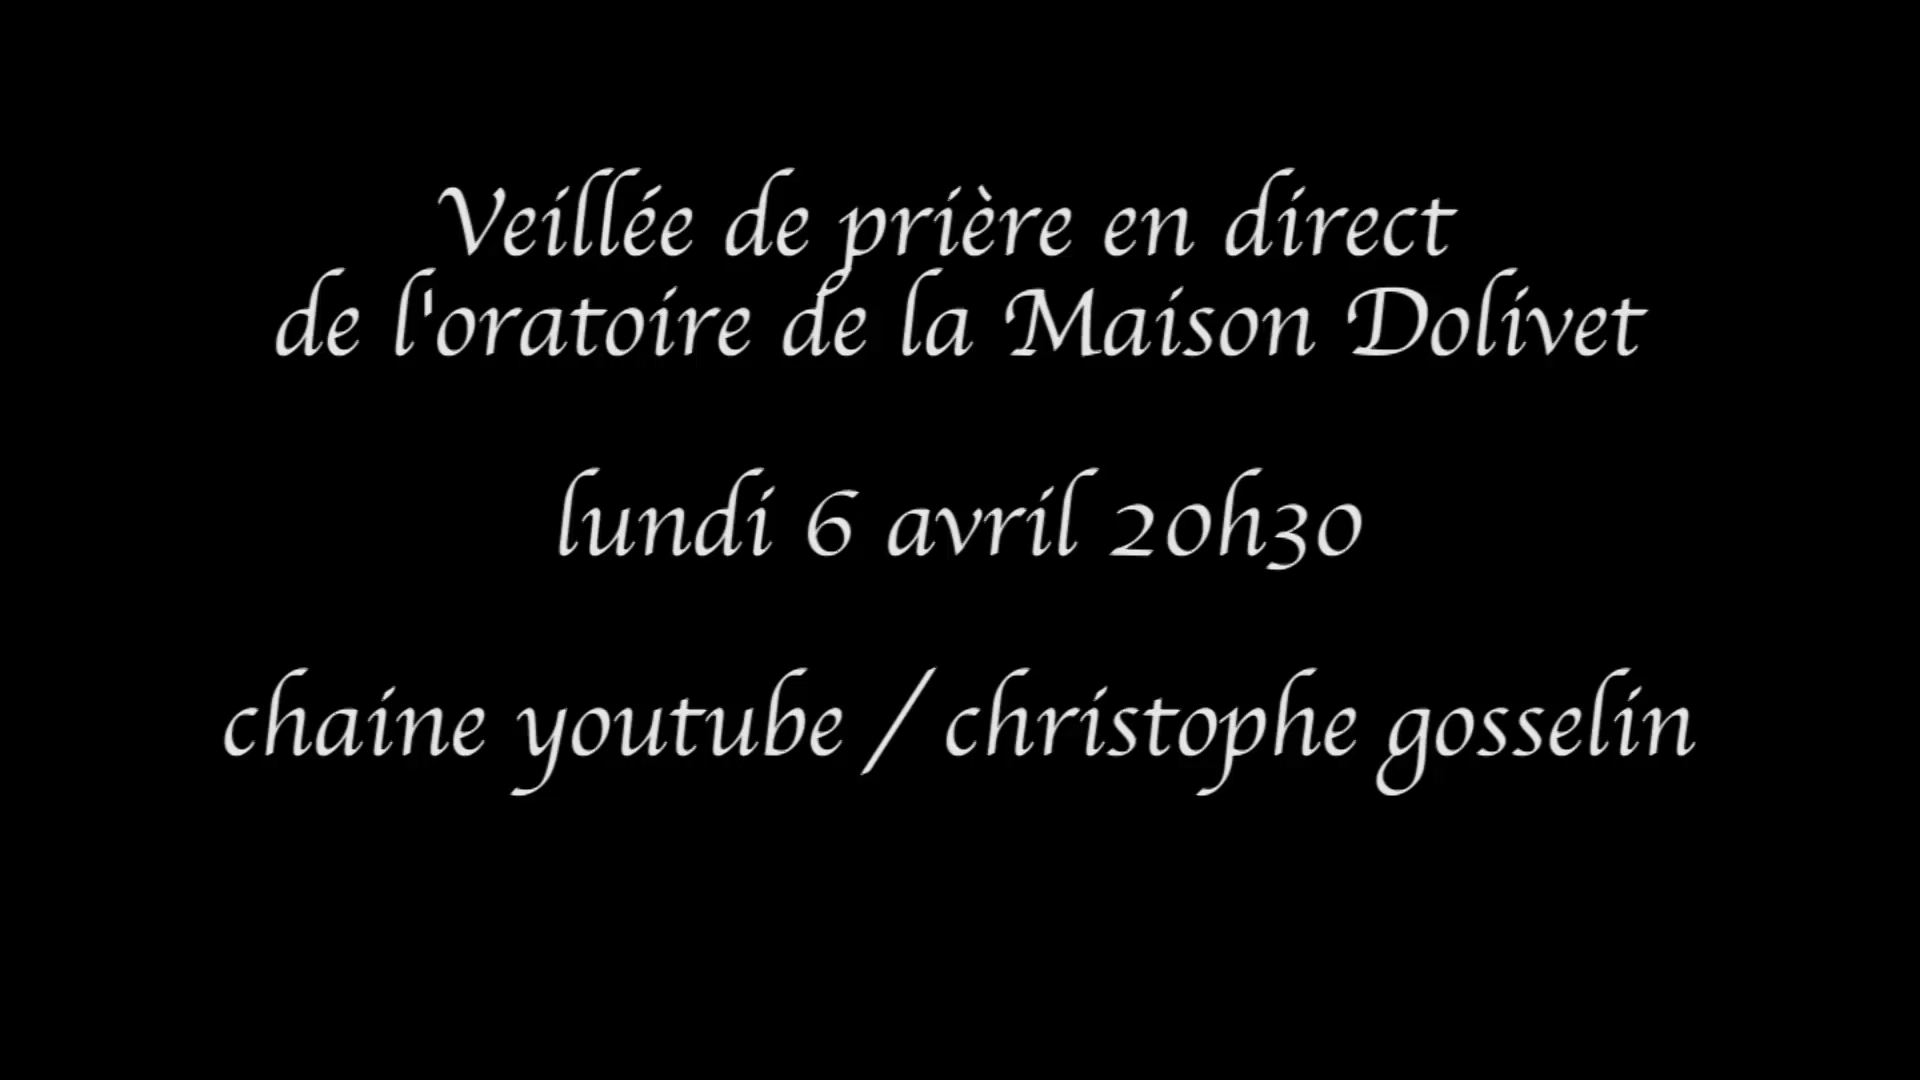 Veillée de prière en direct
de l'oratoire de la Maison Dolivet
lundi 6 avril 20h30
chaine youtube / christophe gosselin